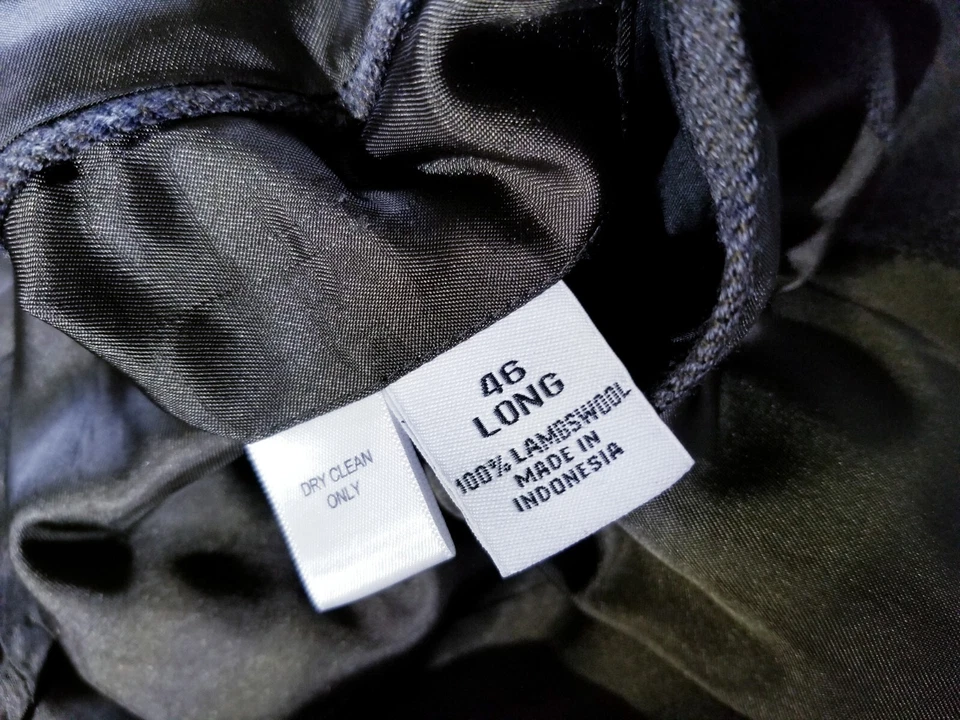 DRY CLEAN
ONLY
46
LONG
100% LAMBSWOOL
MADE IN
INDONESIA